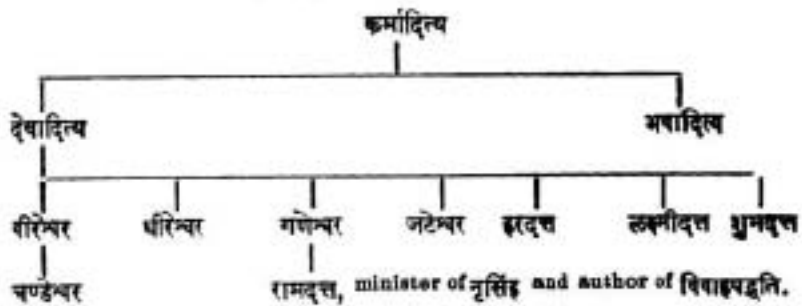 कर्मादित्य
देवादित्य भवादित्य
वीरेश्वर धीरेश्वर गणेश्वर जटेश्वर हरदत्त लक्ष्मीदत्त शुभदत्त
चण्डेश्वर रामदत्त, minister of नृसिंह and author of विवाहपद्धति.